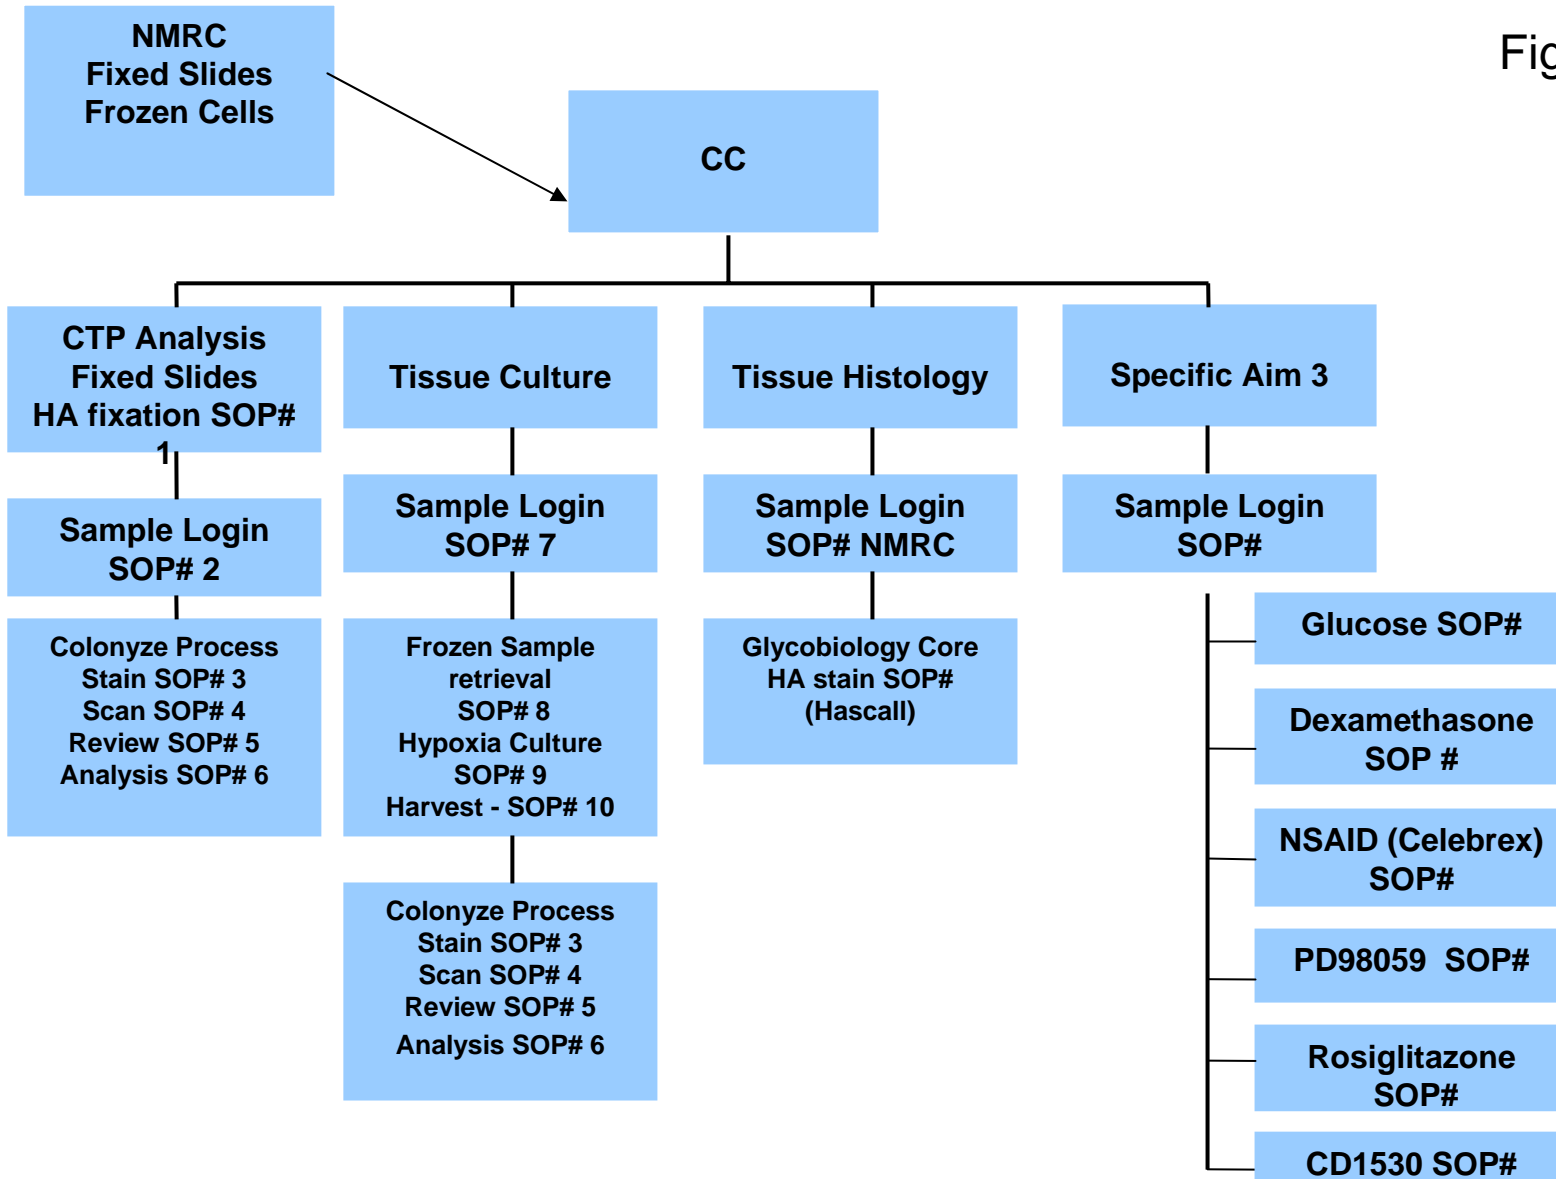 NMRC
Fixed Slides
Frozen Cells
Fig
CC
CTP Analysis
Fixed Slides
HA fixation SOP#
1
Tissue Culture
Tissue Histology
Specific Aim 3
Sample Login
SOP# 2
Sample Login
SOP# 7
Sample Login
SOP# NMRC
Sample Login
SOP#
Colonyze Process
Stain SOP# 3
Scan SOP# 4
Review SOP# 5
Analysis SOP# 6
Frozen Sample
retrieval
SOP# 8
Hypoxia Culture
SOP# 9
Harvest - SOP# 10
Glycobiology Core
HA stain SOP#
(Hascall)
Colonyze Process
Stain SOP# 3
Scan SOP# 4
Review SOP# 5
Analysis SOP# 6
Glucose SOP#
Dexamethasone
SOP #
NSAID (Celebrex)
SOP#
PD98059 SOP#
Rosiglitazone
SOP#
CD1530 SOP#